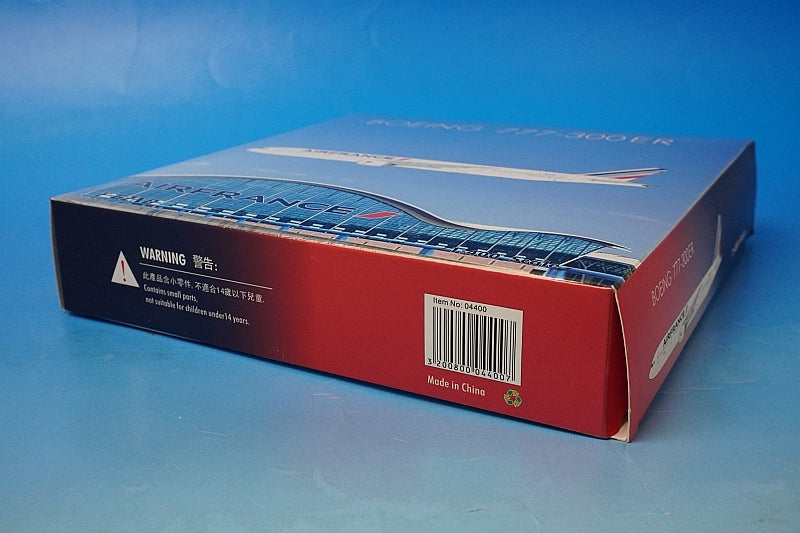 BOEING 777-300ER
AIRFRANCE
AIRFRANCE
BOEING 777-300ER
AIRFRANCE
WARNING 警告:
此產品含小零件, 不適合14歲以下兒童.
Contains small parts,
not suitable for children under14 years.
Item No: 04400
3 200800 044007
Made in China